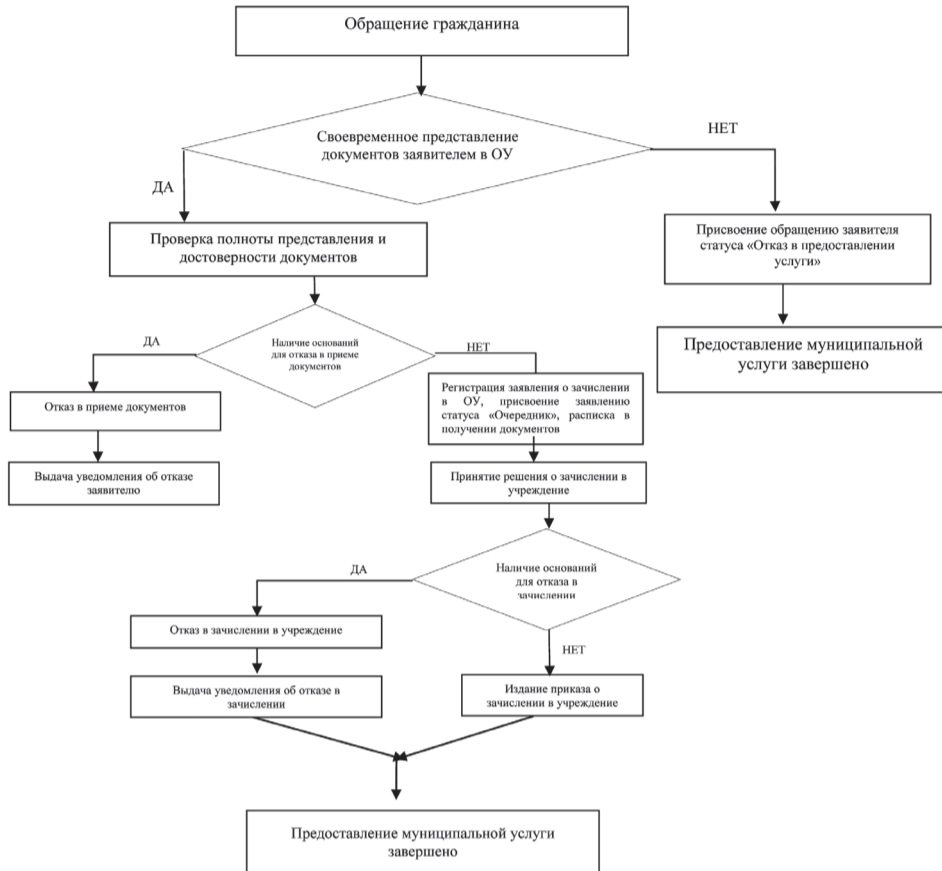 Обращение гражданина
Своевременное представление
документов заявителем в ОУ
НЕТ
ДА
Проверка полноты представления и
достоверности документов
Присвоение обращению заявителя
статуса «Отказ в предоставлении
услуги»
Предоставление муниципальной
услуги завершено
Наличие оснований
для отказа в приеме
документов
ДА
НЕТ
Отказ в приеме документов
Регистрация заявления о зачислении
в ОУ, присвоение заявлению
статуса «Очередник», расписка в
получении документов
Выдача уведомления об отказе
заявителю
Принятие решения о зачислении в
учреждение
Наличие оснований
для отказа в
зачислении
ДА
Отказ в зачислении в учреждение
НЕТ
Выдача уведомления об отказе в
зачислении
Издание приказа о
зачислении в учреждение
Предоставление муниципальной услуги
завершено